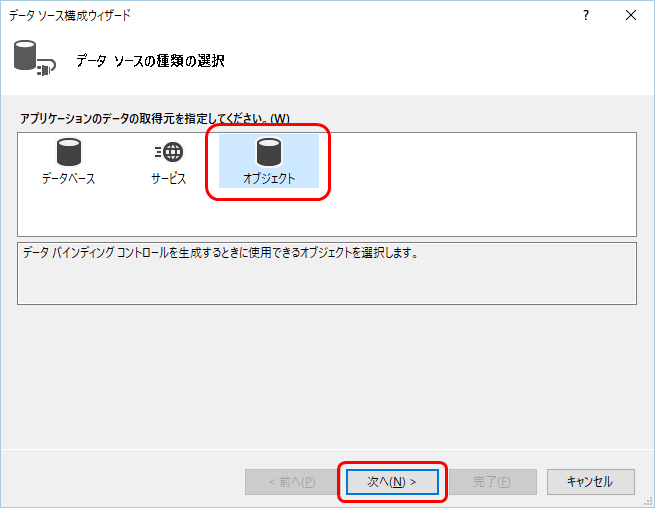 データ ソース構成ウィザード
?
データ ソースの種類の選択
アプリケーションのデータの取得元を指定してください。(W)
データベース
サービス
オブジェクト
データ バインディング コントロールを生成するときに使用できるオブジェクトを選択します。
< 前へ(P)
次へ(N) >
完了(F)
キャンセル